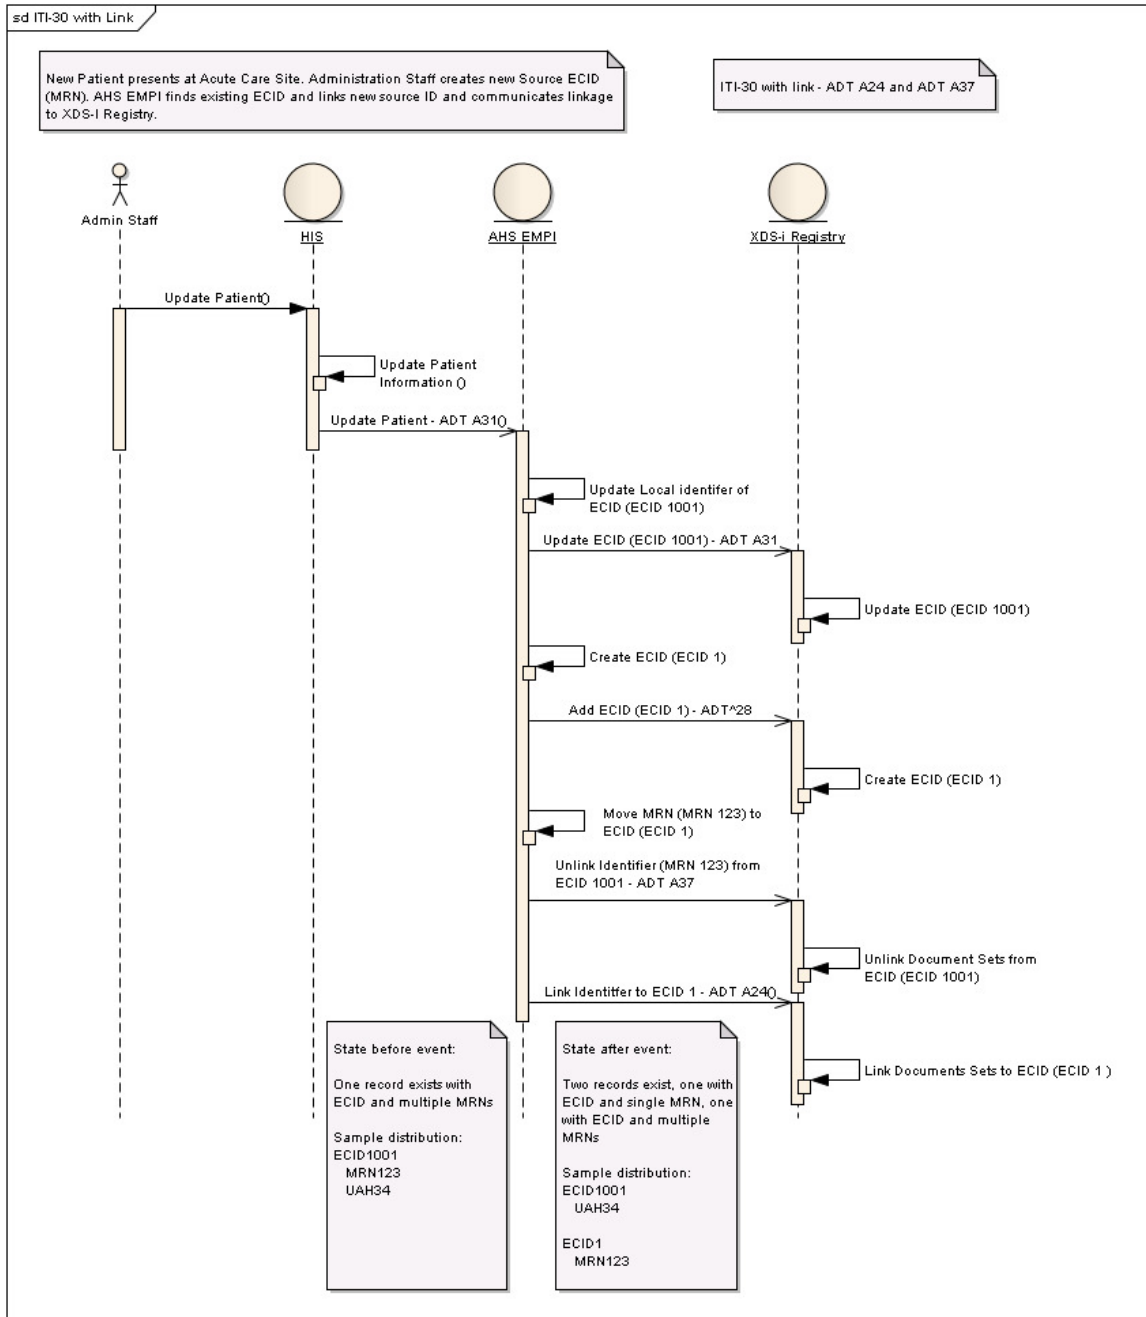 sd ITI-30 with Link
New Patient presents at Acute Care Site. Administration Staff creates new Source ECID
(MRN). AHS EMPI finds existing ECID and links new source ID and communicates linkage
to XDS-I Registry.
ITI-30 with link - ADT A24 and ADT A37
Admin Staff
HIS
AHS EMPI
XDS-i Registry
Update Patient()
Update Patient
Information ()
Update Patient - ADT A31()
Update Local identifer of
ECID (ECID 1001)
Update ECID (ECID 1001) - ADT A31
Update ECID (ECID 1001)
Create ECID (ECID 1)
Add ECID (ECID 1) - ADT^28
Create ECID (ECID 1)
Move MRN (MRN 123) to
ECID (ECID 1)
Unlink Identifier (MRN 123) from
ECID 1001 - ADT A37
Unlink Document Sets from
ECID (ECID 1001)
Link Identitfer to ECID 1 - ADT A24()
Link Documents Sets to ECID (ECID 1 )
State before event:
One record exists with
ECID and multiple MRNs
Sample distribution:
ECID1001
MRN123
UAH34
State after event:
Two records exist, one with
ECID and single MRN, one
with ECID and multiple
MRNs
Sample distribution:
ECID1001
UAH34
ECID1
MRN123